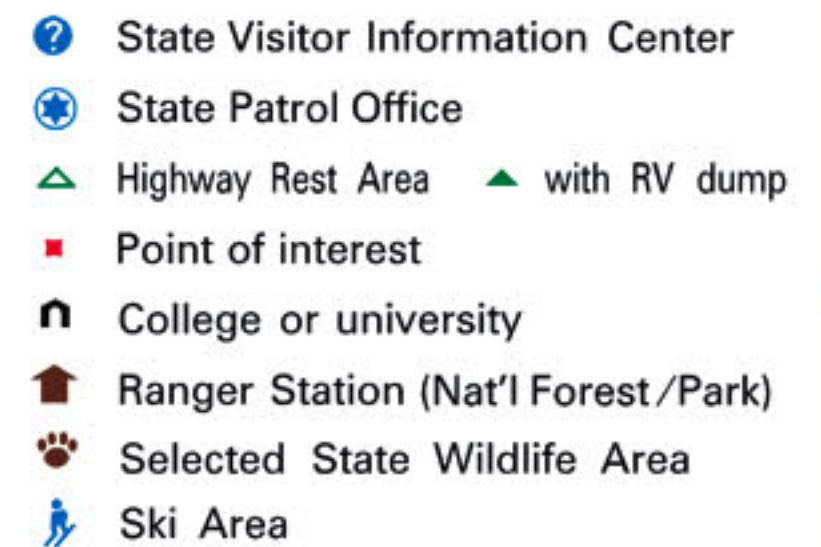 ? State Visitor Information Center
State Patrol Office
Highway Rest Area with RV dump
Point of interest
College or university
Ranger Station (Nat'l Forest/Park)
Selected State Wildlife Area
Ski Area